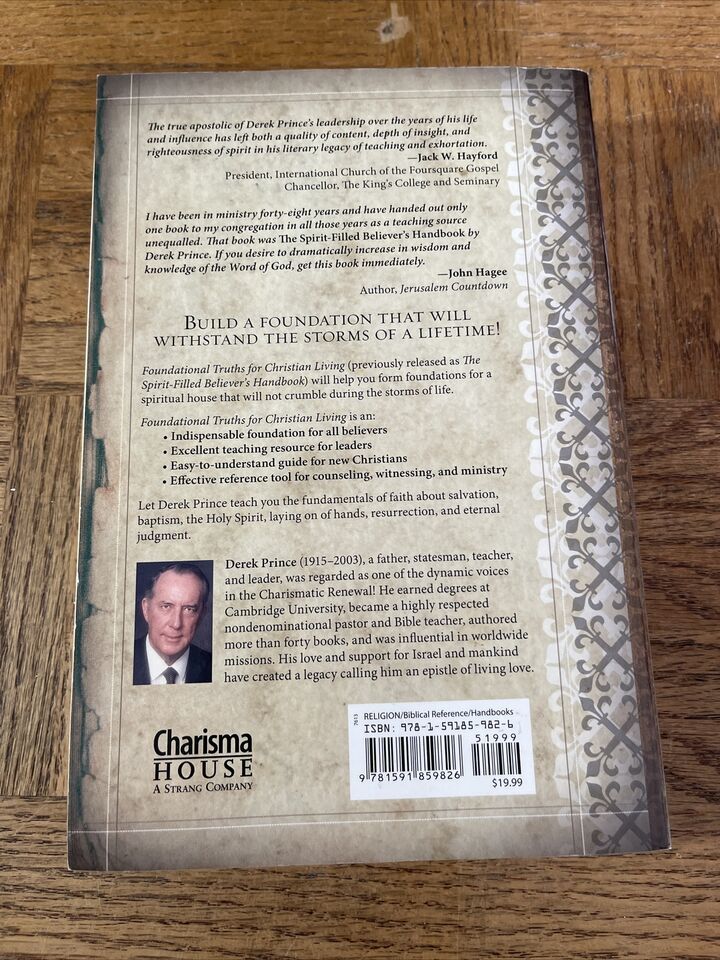 The true apostolic of Derek Prince's leadership over the years of his life
and influence has left both a quality of content, depth of insight, and
righteousness of spirit in his literary legacy of teaching and exhortation.
—Jack W. Hayford
President, International Church of the Foursquare Gospel
Chancellor, The King's College and Seminary
I have been in ministry forty-eight years and have handed out only
one book to my congregation in all those years as a teaching source
unequalled. That book was The Spirit-Filled Believer's Handbook by
Derek Prince. If you desire to dramatically increase in wisdom and
knowledge of the Word of God, get this book immediately.
—John Hagee
Author, Jerusalem Countdown
BUILD A FOUNDATION THAT WILL
WITHSTAND THE STORMS OF A LIFETIME!
Foundational Truths for Christian Living (previously released as The
Spirit-Filled Believer's Handbook) will help you form foundations for a
spiritual house that will not crumble during the storms of life.
Foundational Truths for Christian Living is an:
• Indispensable foundation for all believers
• Excellent teaching resource for leaders
• Easy-to-understand guide for new Christians
• Effective reference tool for counseling, witnessing, and ministry
Let Derek Prince teach you the fundamentals of faith about salvation,
baptism, the Holy Spirit, laying on of hands, resurrection, and eternal
judgment.
Derek Prince (1915–2003), a father, statesman, teacher,
and leader, was regarded as one of the dynamic voices
in the Charismatic Renewal! He earned degrees at
Cambridge University, became a highly respected
nondenominational pastor and Bible teacher, authored
more than forty books, and was influential in worldwide
missions. His love and support for Israel and mankind
have created a legacy calling him an epistle of living love.
Charisma
HOUSE
A STRANG COMPANY
7613
RELIGION/Biblical Reference/Handbooks
ISBN: 978-1-59185-982-6
51999
9 781591 859826
$19.99